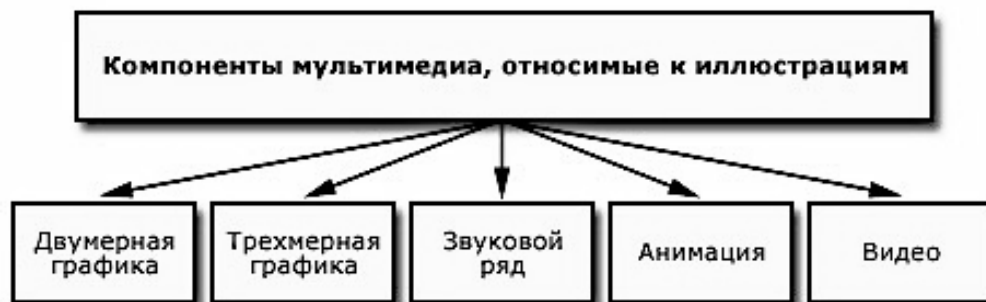 Компоненты мультимедиа, относимые к иллюстрациям
Двумерная
графика
Трехмерная
графика
Звуковой
ряд
Анимация
Видео